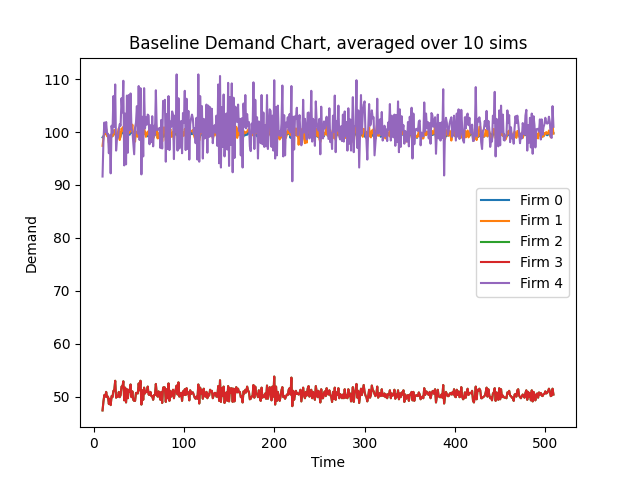 Baseline Demand Chart, averaged over 10 sims
110
100
90
80
70
60
50
Demand
Firm 0
Firm 1
Firm 2
Firm 3
Firm 4
0
100
200
300
400
500
Time